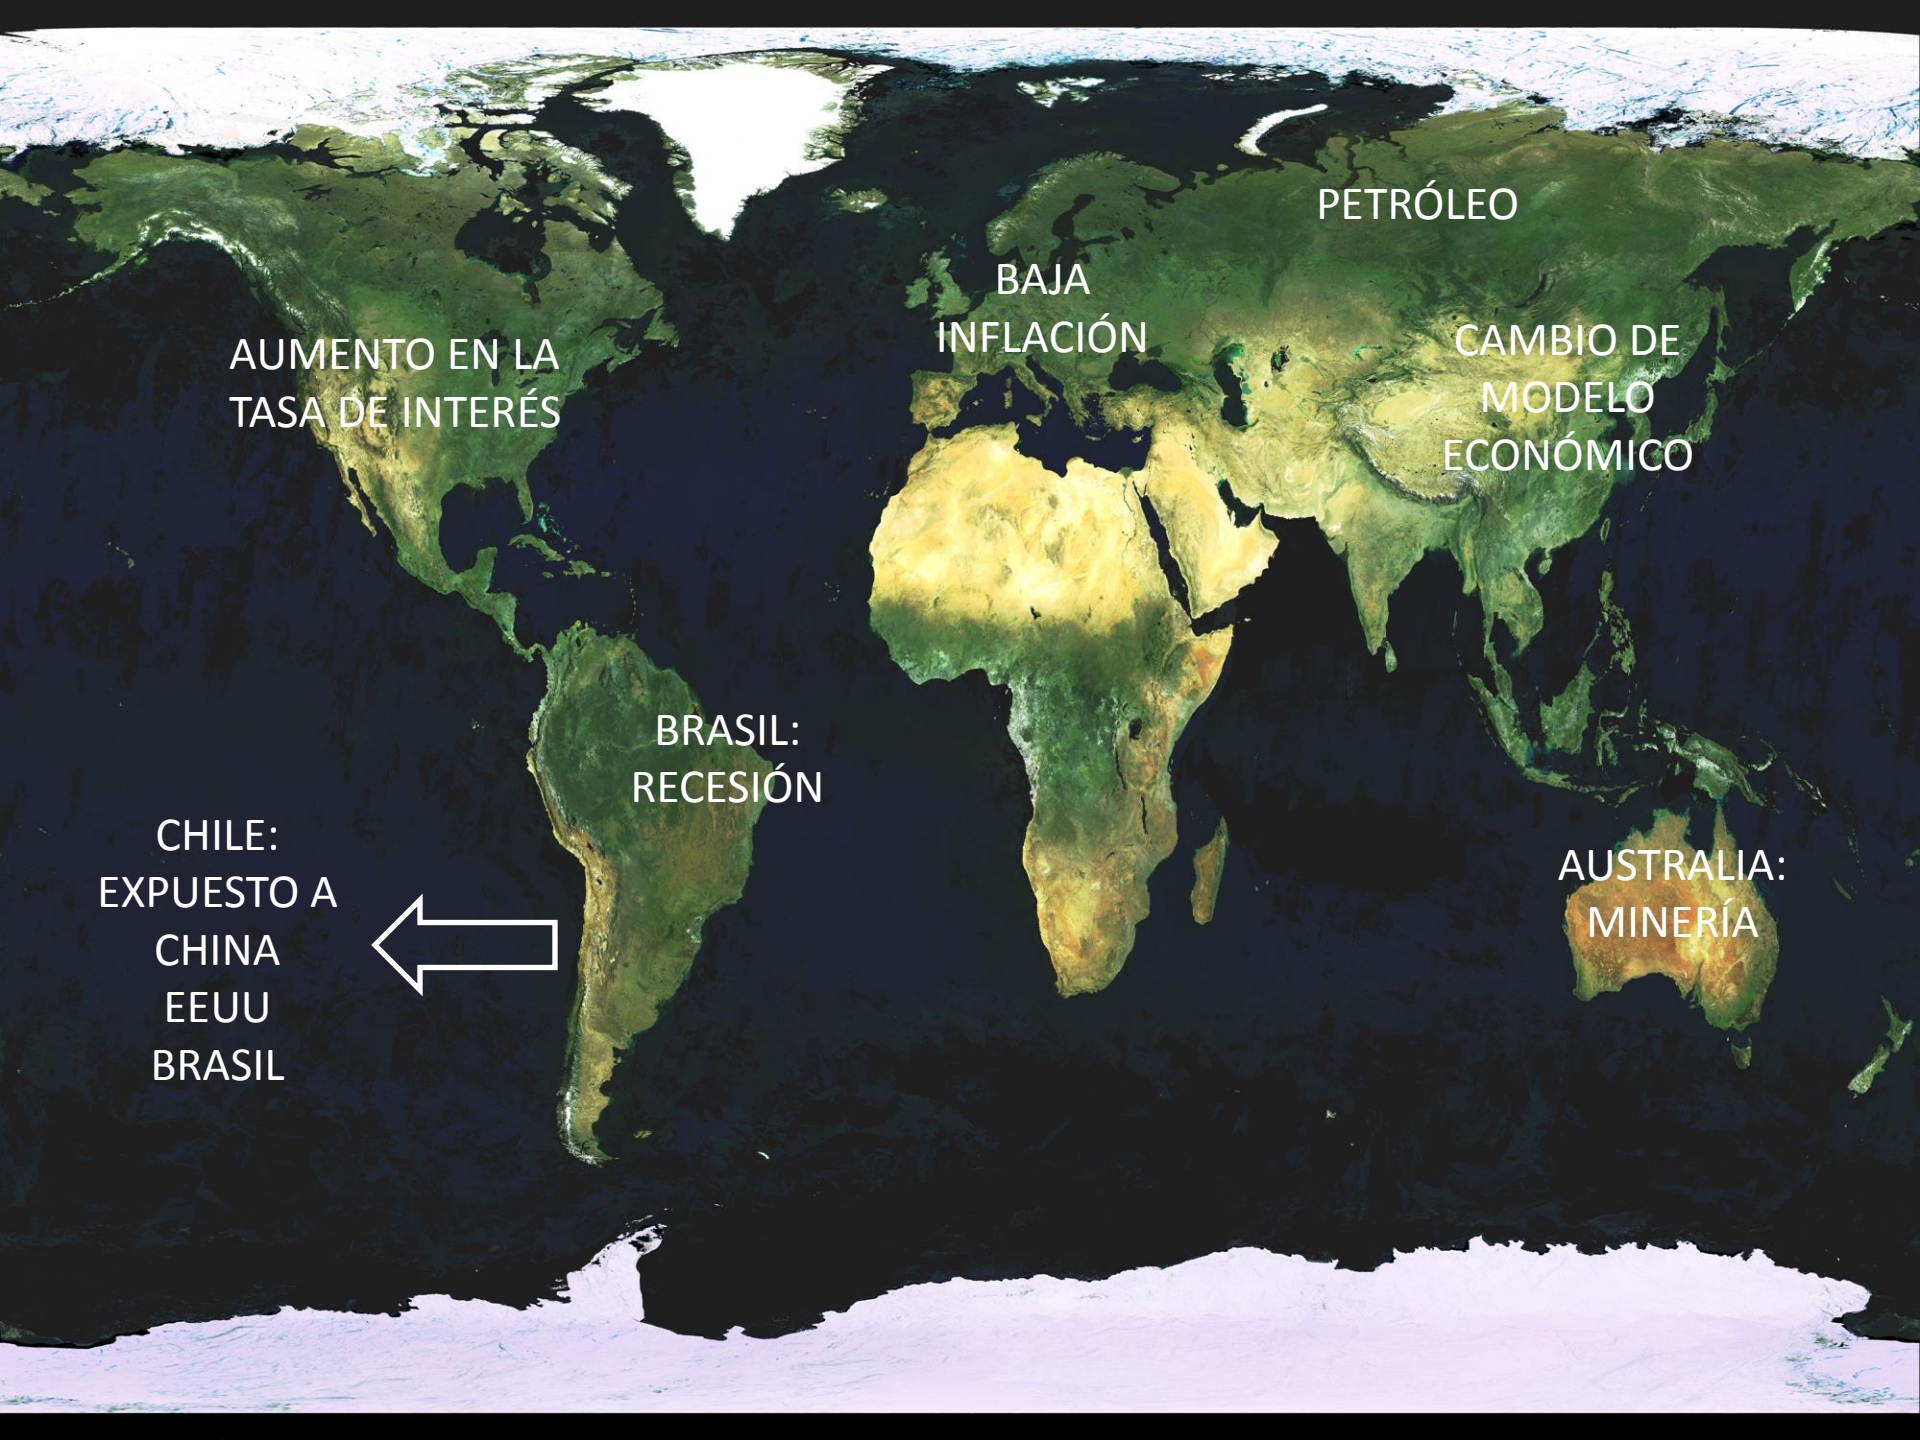 PETRÓLEO
BAJA
INFLACIÓN
CAMBIO DE
MODELO
ECONÓMICO
AUMENTO EN LA
TASA DE INTERÉS
BRASIL:
RECESIÓN
CHILE:
EXPUESTO A
CHINA
EEUU
BRASIL
AUSTRALIA:
MINERÍA